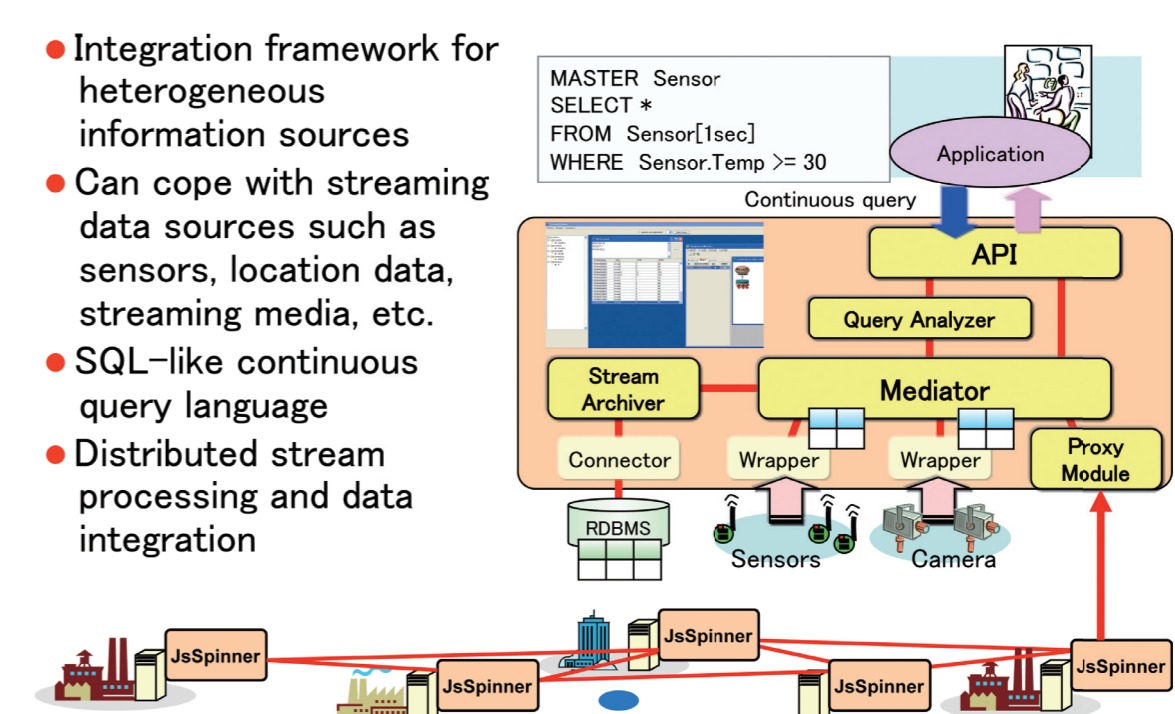 Integration framework for
heterogeneous
information sources
Can cope with streaming
data sources such as
sensors, location data,
streaming media, etc.
SQL-like continuous
query language
Distributed stream
processing and data
integration
MASTER Sensor
SELECT *
FROM Sensor[1sec]
WHERE Sensor.Temp >= 30
Application
Continuous query
API
Query Analyzer
Stream
Archiver
Mediator
Connector
Wrapper
Wrapper
Proxy
Module
RDBMS
Sensors
Camera
JsSpinner
JsSpinner
JsSpinner
JsSpinner
JsSpinner